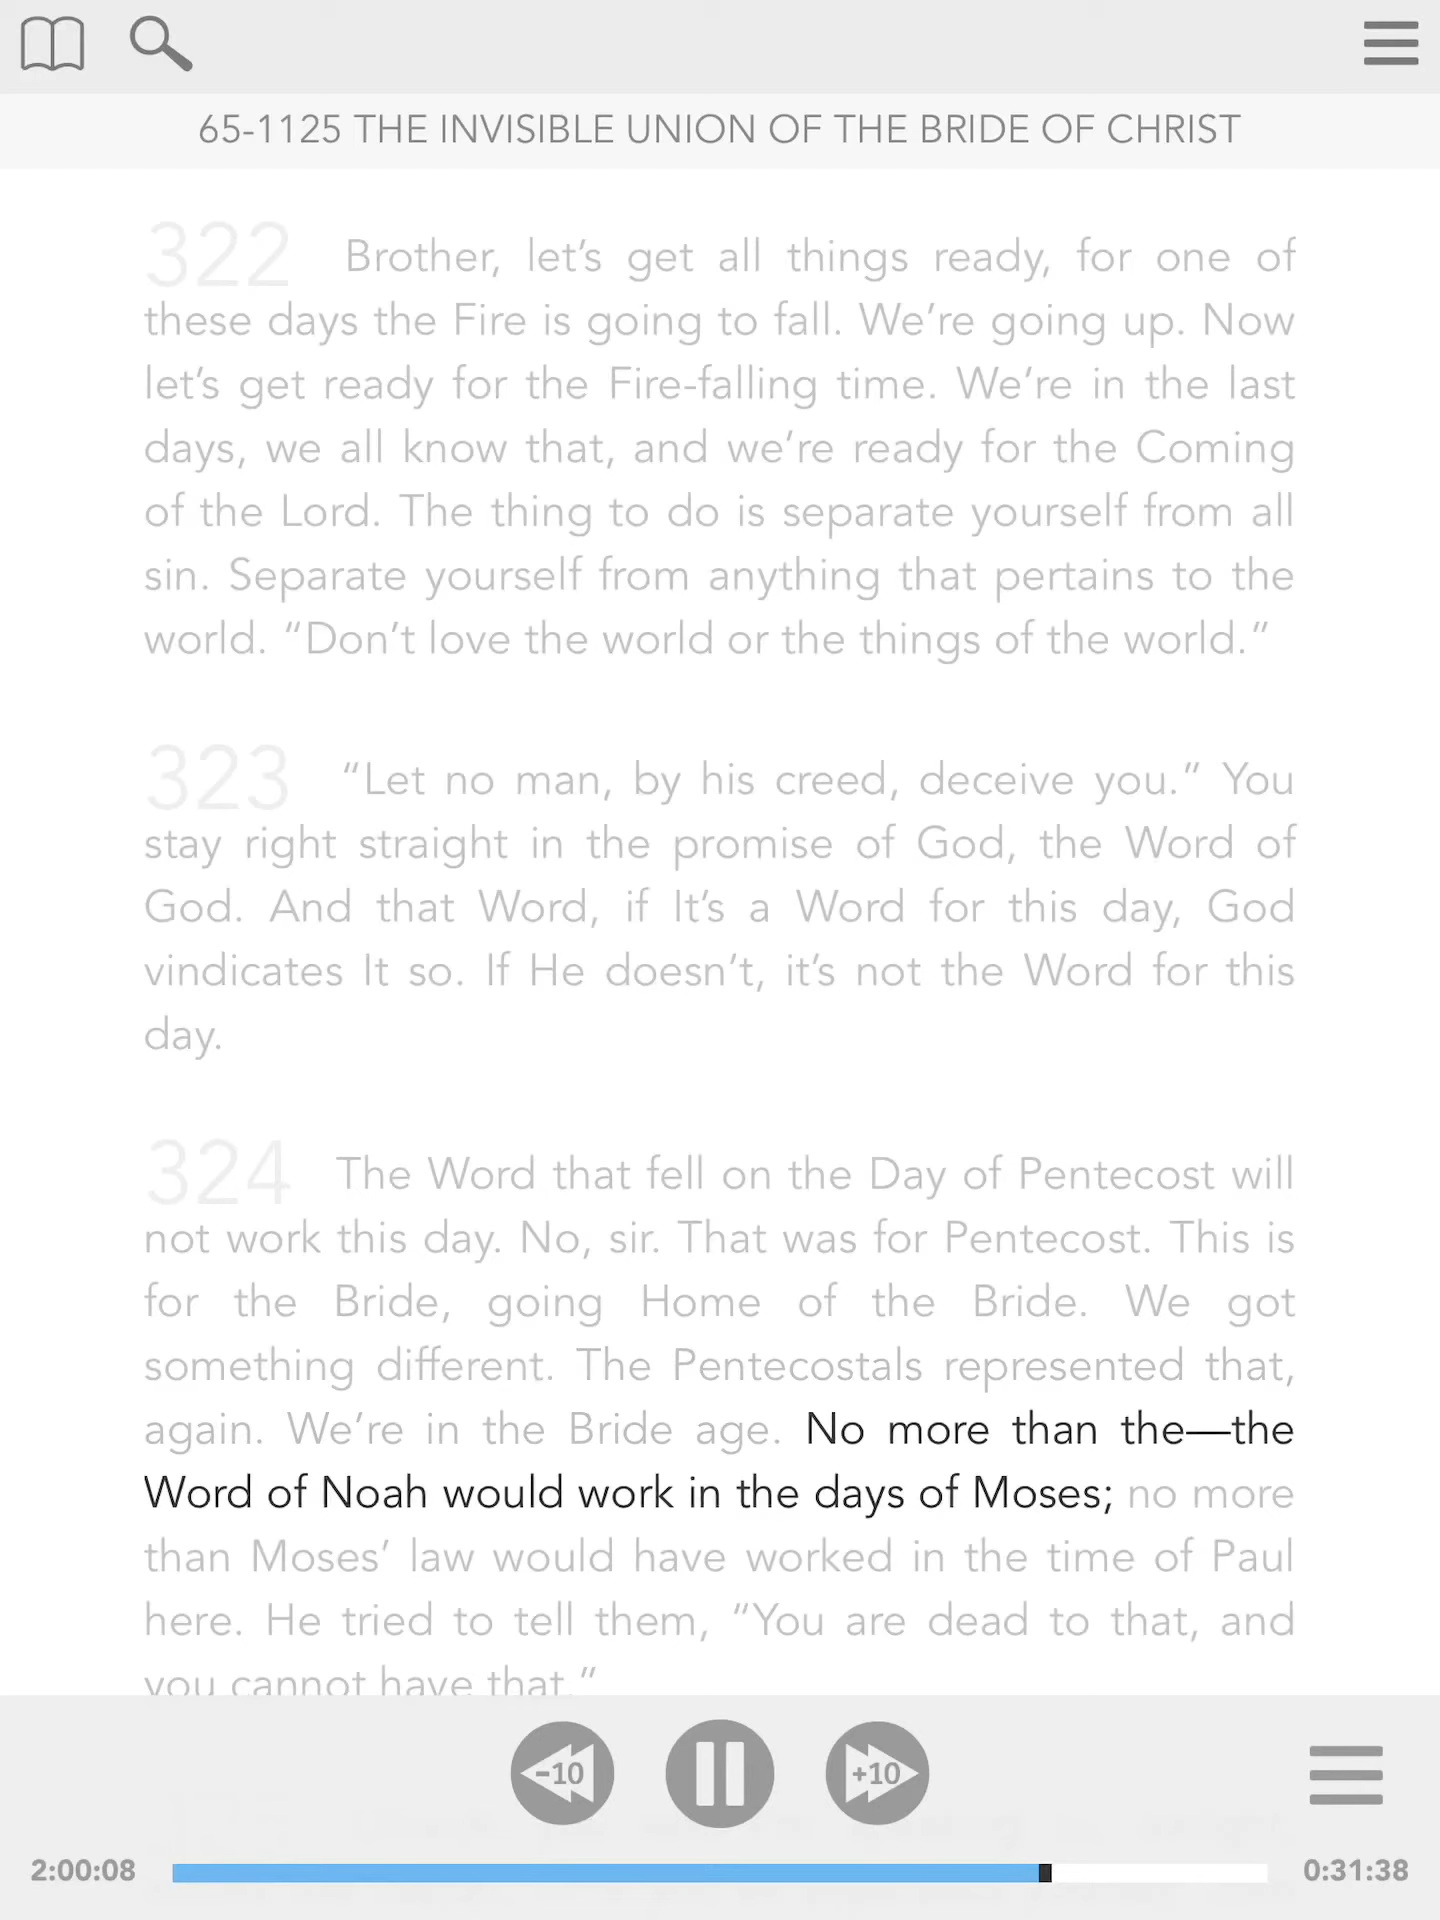 65-1125 THE INVISIBLE UNION OF THE BRIDE OF CHRIST
322 Brother, let’s get all things ready, for one of
these days the Fire is going to fall. We’re going up. Now
let’s get ready for the Fire-falling time. We’re in the last
days, we all know that, and we’re ready for the Coming
of the Lord. The thing to do is separate yourself from all
sin. Separate yourself from anything that pertains to the
world. “Don’t love the world or the things of the world.”
323 “Let no man, by his creed, deceive you.” You
stay right straight in the promise of God, the Word of
God. And that Word, if It’s a Word for this day, God
vindicates It so. If He doesn’t, it’s not the Word for this
day.
324 The Word that fell on the Day of Pentecost will
not work this day. No, sir. That was for Pentecost. This is
for the Bride, going Home of the Bride. We got
something different. The Pentecostals represented that,
again. We’re in the Bride age. No more than the—the
Word of Noah would work in the days of Moses; no more
than Moses’ law would have worked in the time of Paul
here. He tried to tell them, “You are dead to that, and
you cannot have that.”
-10 +10
2:00:08 0:31:38